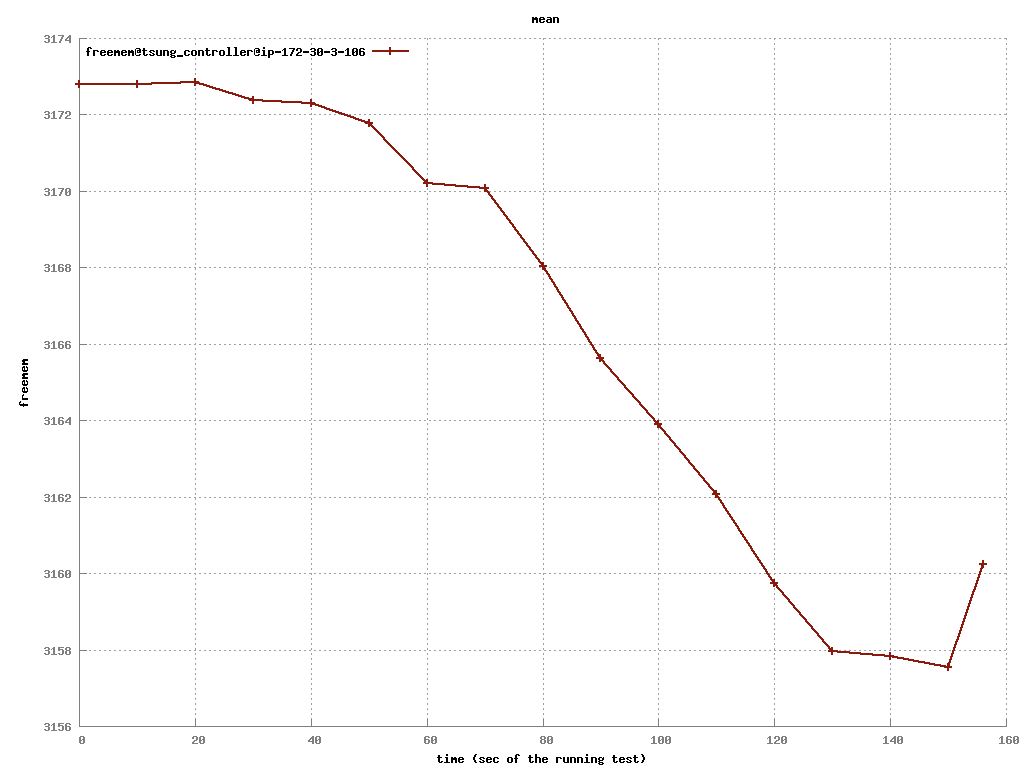 mean
freemem@tsung_controller@ip-172-30-3-106
3174
3172
3170
3168
3166
3164
3162
3160
3158
3156
freemem
0 20 40 60 80 100 120 140 160
time (sec of the running test)